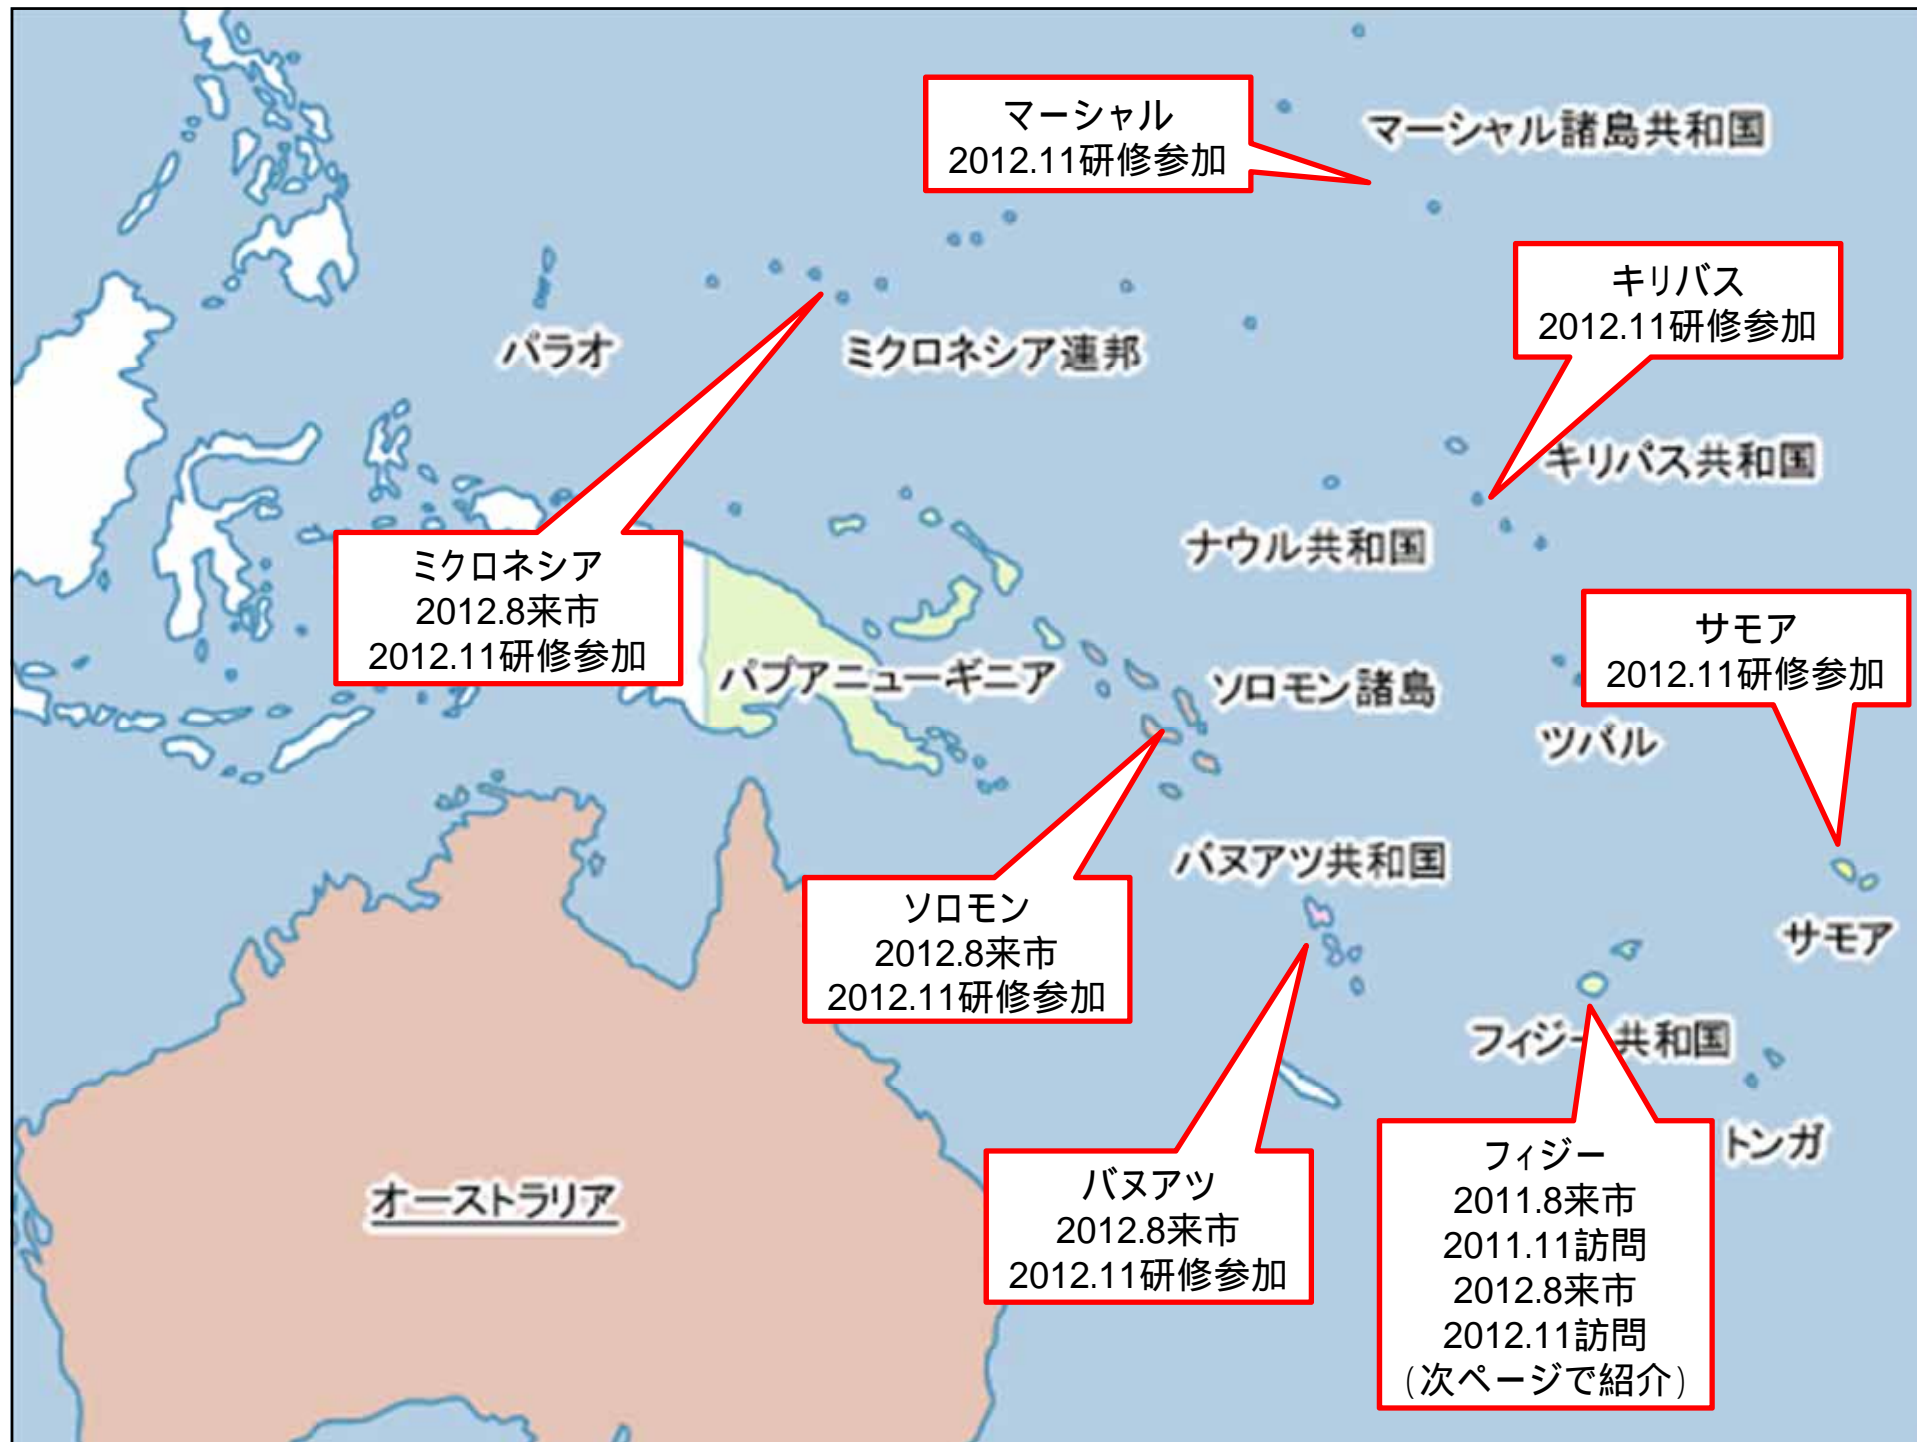 マーシャル
2012.11研修参加
マーシャル諸島共和国
キリバス
2012.11研修参加
パラオ
ミクロネシア連邦
キリバス共和国
ナウル共和国
ミクロネシア
2012.8来市
2012.11研修参加
サモア
2012.11研修参加
パプアニューギニア
ソロモン諸島
ツバル
バヌアツ共和国
ソロモン
2012.8来市
2012.11研修参加
サモア
フィジー共和国
トンガ
オーストラリア
バヌアツ
2012.8来市
2012.11研修参加
フィジー
2011.8来市
2011.11訪問
2012.8来市
2012.11訪問
(次ページで紹介)